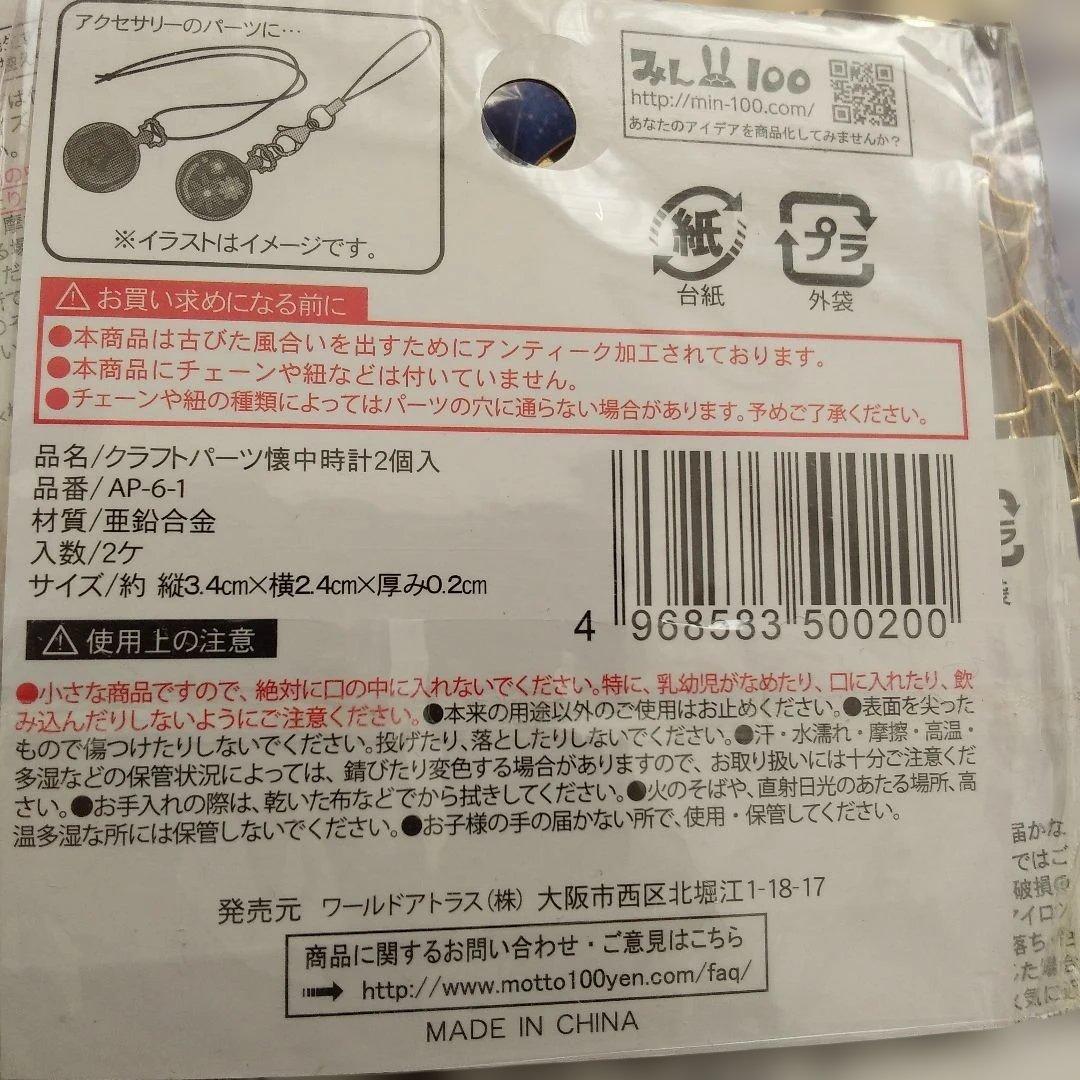 アクセサリーのパーツに…
※イラストはイメージです。
みん 100
http://min-100.com/
あなたのアイデアを商品化してみませんか?
紙
台紙
プラ
外袋
⚠お買い求めになる前に
●本商品は古びた風合いを出すためにアンティーク加工されております。
●本商品にチェーンや紐などは付いていません。
●チェーンや紐の種類によってはパーツの穴に通らない場合があります。予めご了承ください。
品名/クラフトパーツ懐中時計2個入
品番/AP-6-1
材質/亜鉛合金
入数/2ケ
サイズ/約 縦3.4㎝×横2.4㎝×厚み0.2㎝
4 968583 500200
⚠使用上の注意
●小さな商品ですので、絶対に口の中に入れないでください。特に、乳幼児がなめたり、口に入れたり、飲
み込んだりしないようにご注意ください。●本来の用途以外のご使用はお止めください。●表面を尖った
もので傷つけたりしないでください。投げたり、落としたりしないでください。●汗・水濡れ・摩擦・高温・
多湿などの保管状況によっては、錆びたり変色する場合がありますので、お取り扱いには十分ご注意くだ
さい。●お手入れの際は、乾いた布などでから拭きしてください。●火のそばや、直射日光のあたる場所、高
温多湿な所には保管しないでください。●お子様の手の届かない所で、使用・保管してください。
発売元 ワールドアトラス(株) 大阪市西区北堀江1-18-17
商品に関するお問い合わせ・ご意見はこちら
http://www.motto100yen.com/faq/
MADE IN CHINA
届かな
ではご
破損
アイロン
落ち
した場合
く気に